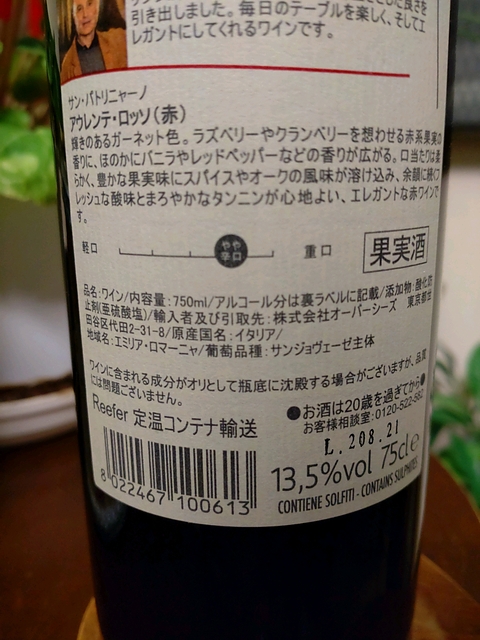 引き出しました。毎日のテーブルを楽しく、そしてエ
レガントにしてくれるワインです。
サン・パトリニャーノ
アウレンテ・ロッソ(赤)
輝きのあるガーネット色。ラズベリーやクランベリーを想わせる赤系果実の
香りに、ほのかにバニラやレッドペッパーなどの香りが広がる。口当たりは柔
らかく、豊かな果実味にスパイスやオークの風味が溶け込み、余韻に続くフ
レッシュな酸味とまろやかなタンニンが心地よい、エレガントな赤ワインで
す。
軽口 やや辛口 重口 果実酒
品名:ワイン/内容量:750ml/アルコール分は裏ラベルに記載/添加物:酸化防
止剤(亜硫酸塩)/輸入者及び引取先:株式会社オーバーシーズ 東京都世
田谷区代田2-31-8/原産国名:イタリア/
地域名:エミリア・ロマーニャ/葡萄品種:サンジョヴェーゼ主体
ワインに含まれる成分がオリとして瓶底に沈殿する場合がございますが、品質
には問題ございません。
Reefer 定温コンテナ輸送
●お酒は20歳を過ぎてから●
お客様相談室:0120-522-582
L.208.21
13,5%vol 75cl e
CONTIENE SOLFITI - CONTAINS SULPHITES
8 022467 100613